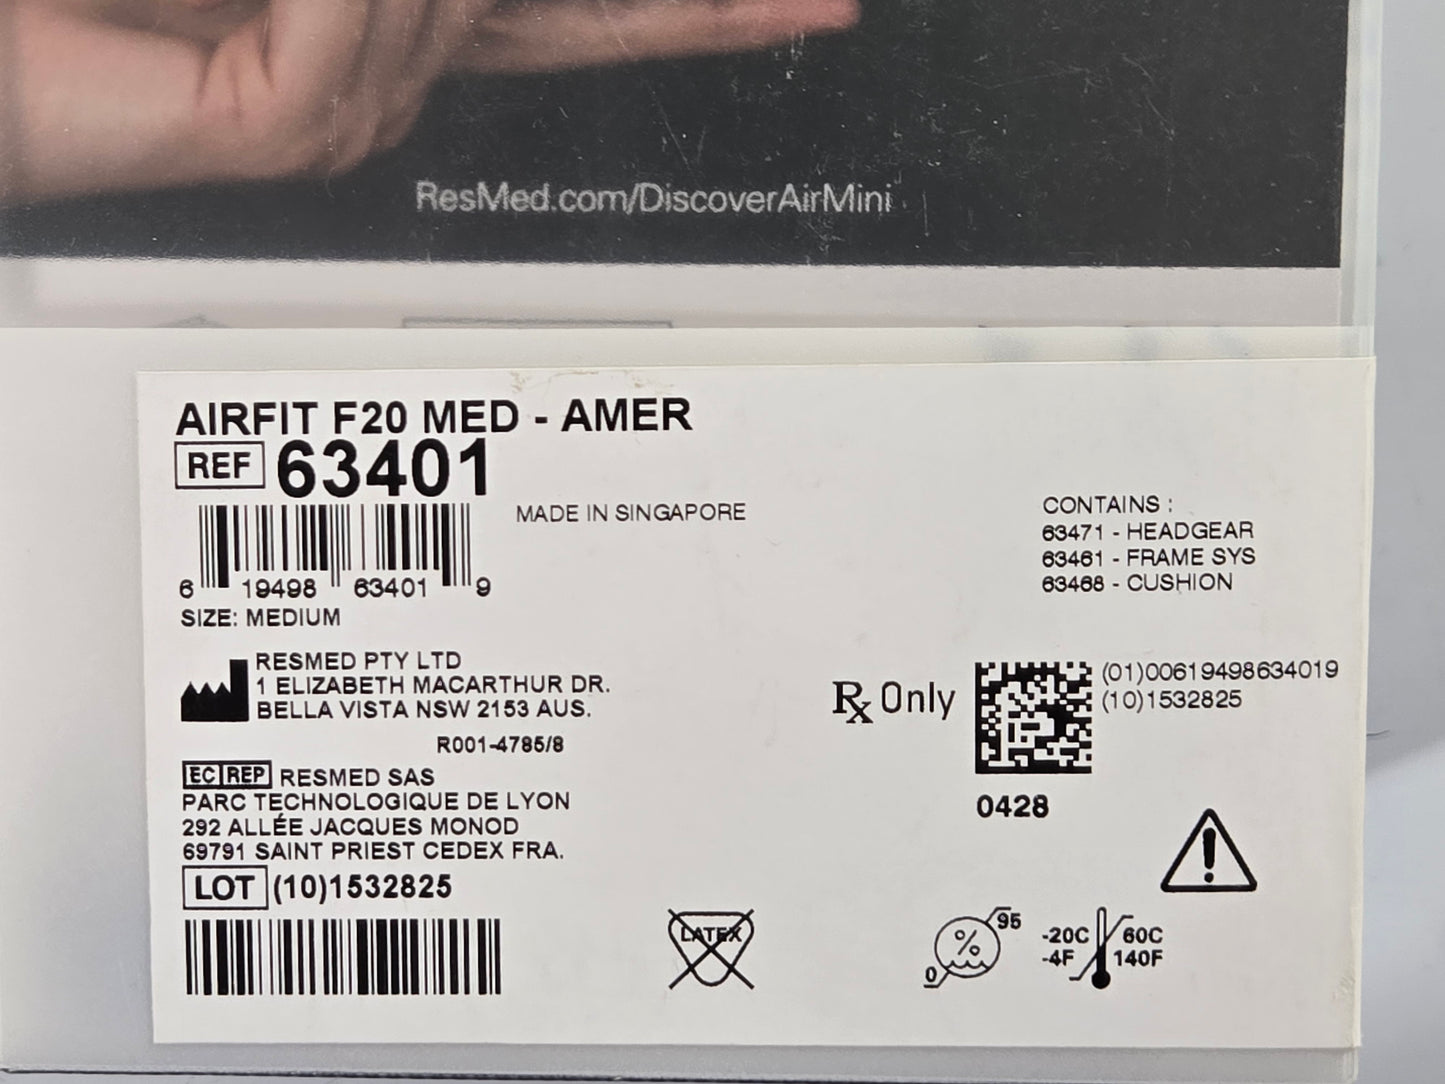 ResMed.com/DiscoverAirMini
AIRFIT F20 MED - AMER
REF 63401
MADE IN SINGAPORE
6 19498 63401 9
SIZE: MEDIUM
CONTAINS :
63471 - HEADGEAR
63461 - FRAME SYS
63468 - CUSHION
RESMED PTY LTD
1 ELIZABETH MACARTHUR DR.
BELLA VISTA NSW 2153 AUS.
R001-4785/8
Rx Only
(01)00619498634019
(10)1532825
0428
EC REP RESMED SAS
PARC TECHNOLOGIQUE DE LYON
292 ALLÉE JACQUES MONOD
69791 SAINT PRIEST CEDEX FRA.
LOT (10)1532825
LATEX
0 % 95
-20C 60C
-4F 140F